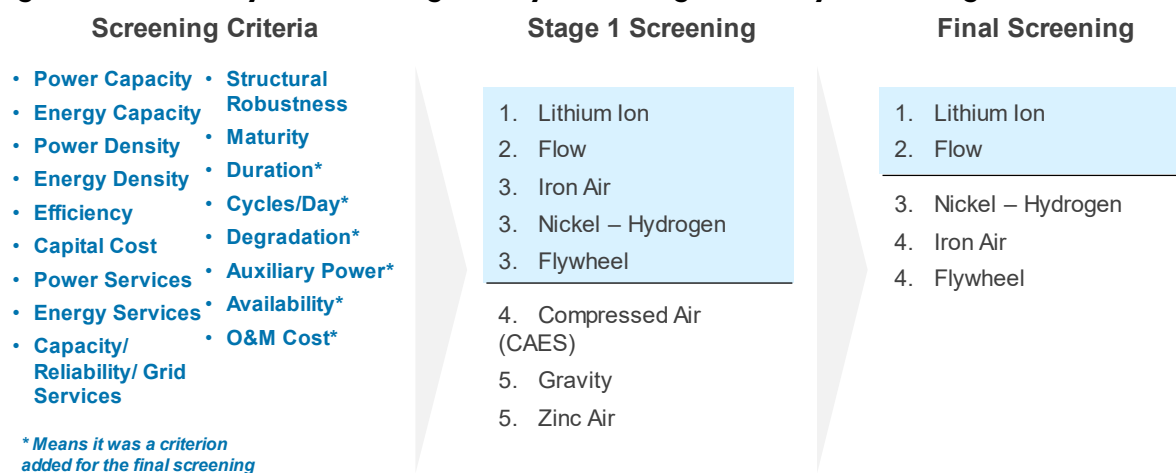 Screening Criteria
• Power Capacity
• Energy Capacity
• Power Density
• Energy Density
• Efficiency
• Capital Cost
• Power Services
• Energy Services
• Capacity/
Reliability/ Grid
Services
• Structural
Robustness
• Maturity
• Duration*
• Cycles/Day*
• Degradation*
• Auxiliary Power*
• Availability*
• O&M Cost*
* Means it was a criterion
added for the final screening
Stage 1 Screening
1. Lithium Ion
2. Flow
3. Iron Air
3. Nickel – Hydrogen
3. Flywheel
4. Compressed Air
(CAES)
5. Gravity
5. Zinc Air
Final Screening
1. Lithium Ion
2. Flow
3. Nickel – Hydrogen
4. Iron Air
4. Flywheel